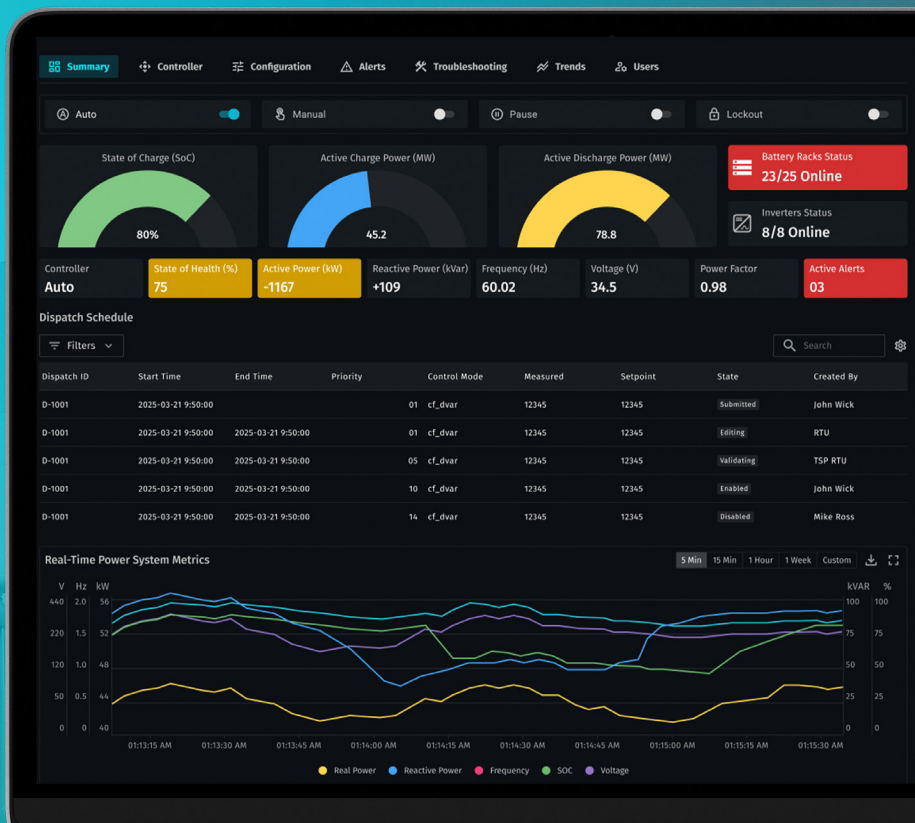 Summary Controller Configuration Alerts Troubleshooting Trends Users
Auto Manual Pause Lockout
State of Charge (SoC)
80%
Active Charge Power (MW)
45.2
Active Discharge Power (MW)
78.8
Battery Racks Status
23/25 Online
Inverters Status
8/8 Online
Controller
Auto
State of Health (%)
75
Active Power (kW)
-1167
Reactive Power (kVar)
+109
Frequency (Hz)
60.02
Voltage (V)
34.5
Power Factor
0.98
Active Alerts
03
Dispatch Schedule
Filters Search
Dispatch ID Start Time End Time Priority Control Mode Measured Setpoint State Created By
D-1001 2025-03-21 9:50:00 01 cf_dvar 12345 12345 Submitted John Wick
D-1001 2025-03-21 9:50:00 2025-03-21 9:50:00 01 cf_dvar 12345 12345 Editing RTU
D-1001 2025-03-21 9:50:00 2025-03-21 9:50:00 05 cf_dvar 12345 12345 Validating TSP RTU
D-1001 2025-03-21 9:50:00 2025-03-21 9:50:00 10 cf_dvar 12345 12345 Enabled John Wick
D-1001 2025-03-21 9:50:00 2025-03-21 9:50:00 14 cf_dvar 12345 12345 Disabled Mike Ross
Real-Time Power System Metrics 5 Min 15 Min 1 Hour 1 Week Custom
V Hz kW kVAR %
440 2.0 56 100 100
220 1.5 52 75 75
120 1.0 48 50 50
50 0.5 44 25 25
0 0 40 0 0
01:13:15 AM 01:13:30 AM 01:13:45 AM 01:14:00 AM 01:14:15 AM 01:14:30 AM 01:14:45 AM 01:15:00 AM 01:15:15 AM 01:15:30 AM
Real Power Reactive Power Frequency SOC Voltage